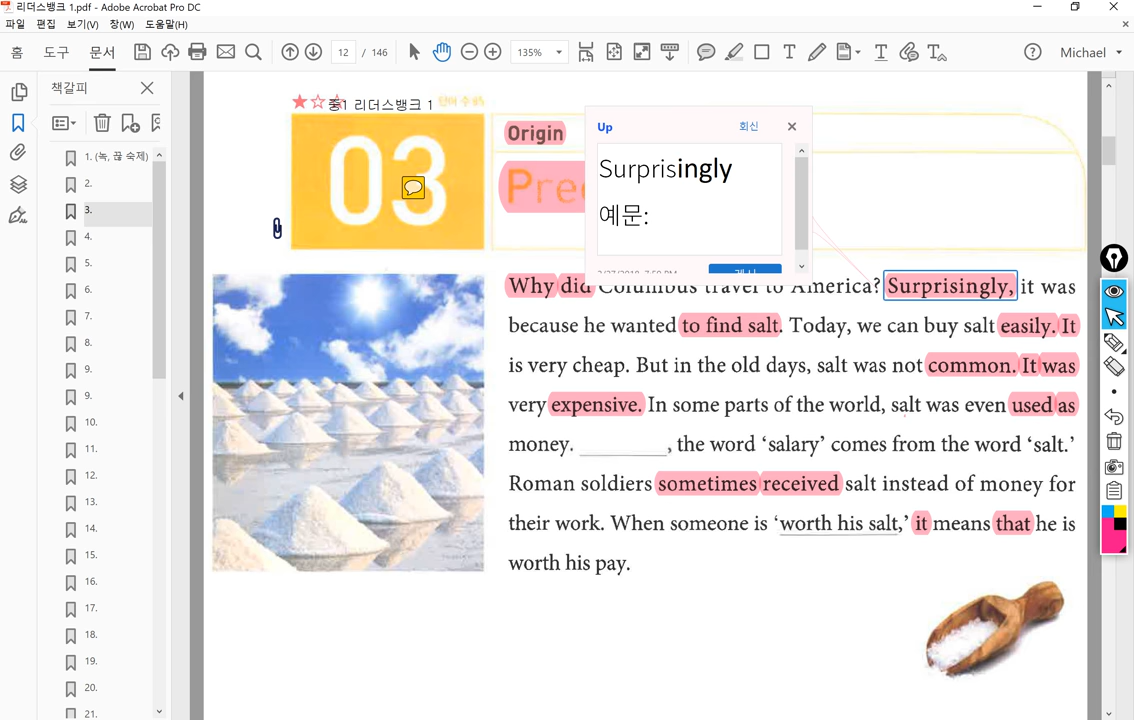 리더스뱅크 1.pdf - Adobe Acrobat Pro DC
파일 편집 보기(V) 창(W) 도움말(H)
홈 도구 문서 12 / 146 135% Michael
책갈피
1. (녹, 끊 숙제)
2.
3.
4.
5.
6.
7.
8.
9.
9.
10.
11.
12.
13.
14.
15.
16.
17.
18.
19.
20.
21.
중1 리더스뱅크 1
03
Origin
Up 회신
Surprisingly
예문:
Why did Columbus travel to America? Surprisingly, it was
because he wanted to find salt. Today, we can buy salt easily. It
is very cheap. But in the old days, salt was not common. It was
very expensive. In some parts of the world, salt was even used as
money. ________, the word ‘salary’ comes from the word ‘salt.’
Roman soldiers sometimes received salt instead of money for
their work. When someone is ‘worth his salt,’ it means that he is
worth his pay.